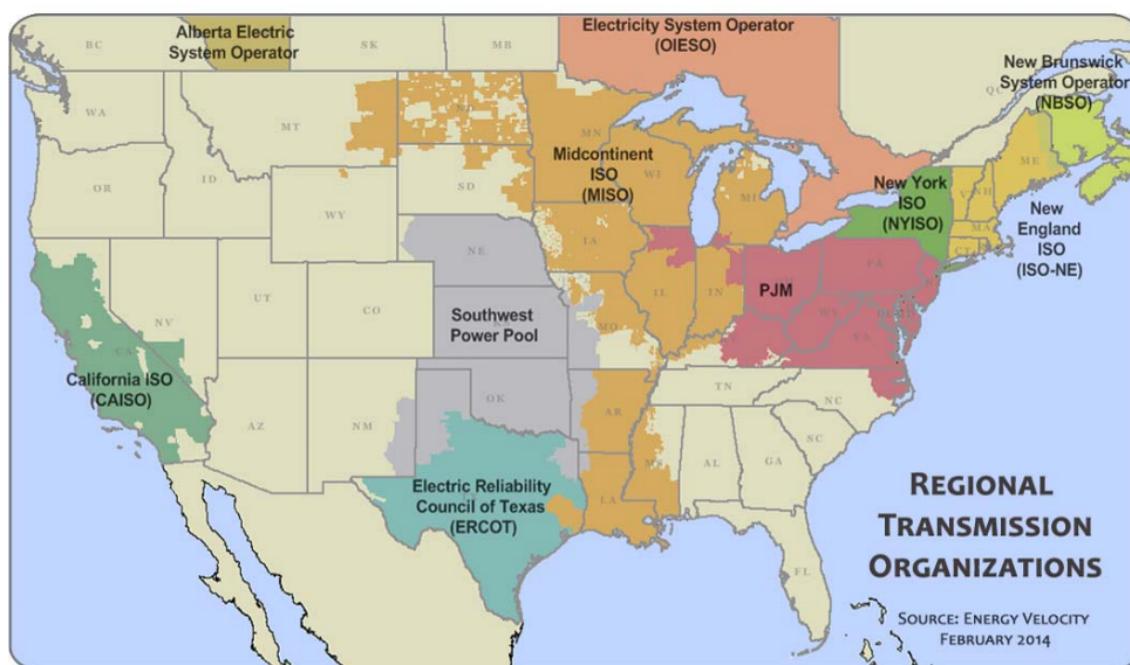 BC
Alberta Electric
System Operator
SK
MB
Electricity System Operator
(OIESO)
New Brunswick
System Operator
(NBSO)
QC
WA
MT
MN
ME
OR
ID
SD
Midcontinent
ISO
(MISO)
WI
MI
New York
ISO
(NYISO)
NH
MA
CT
New
England
ISO
(ISO-NE)
WY
IA
NE
PA
NV
UT
CO
Southwest
Power Pool
IL
IN
PJM
WV
VA
MO
CA
California ISO
(CAISO)
AZ
NM
OK
AR
TN
NC
SC
MS
AL
GA
LA
Electric Reliability
Council of Texas
(ERCOT)
FL
REGIONAL
TRANSMISSION
ORGANIZATIONS
SOURCE: ENERGY VELOCITY
FEBRUARY 2014